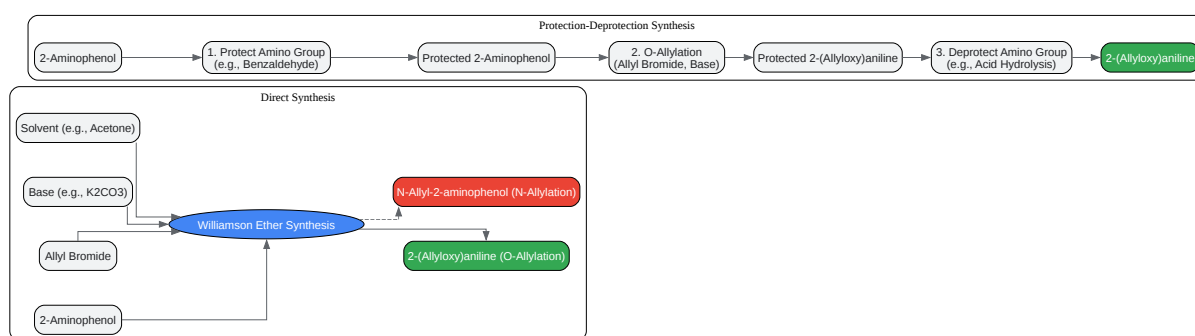 Protection-Deprotection Synthesis
2-Aminophenol
1. Protect Amino Group
(e.g., Benzaldehyde)
Protected 2-Aminophenol
2. O-Allylation
(Allyl Bromide, Base)
Protected 2-(Allyloxy)aniline
3. Deprotect Amino Group
(e.g., Acid Hydrolysis)
2-(Allyloxy)aniline
Direct Synthesis
Solvent (e.g., Acetone)
Base (e.g., K2CO3)
N-Allyl-2-aminophenol (N-Allylation)
Williamson Ether Synthesis
Allyl Bromide
2-(Allyloxy)aniline (O-Allylation)
2-Aminophenol